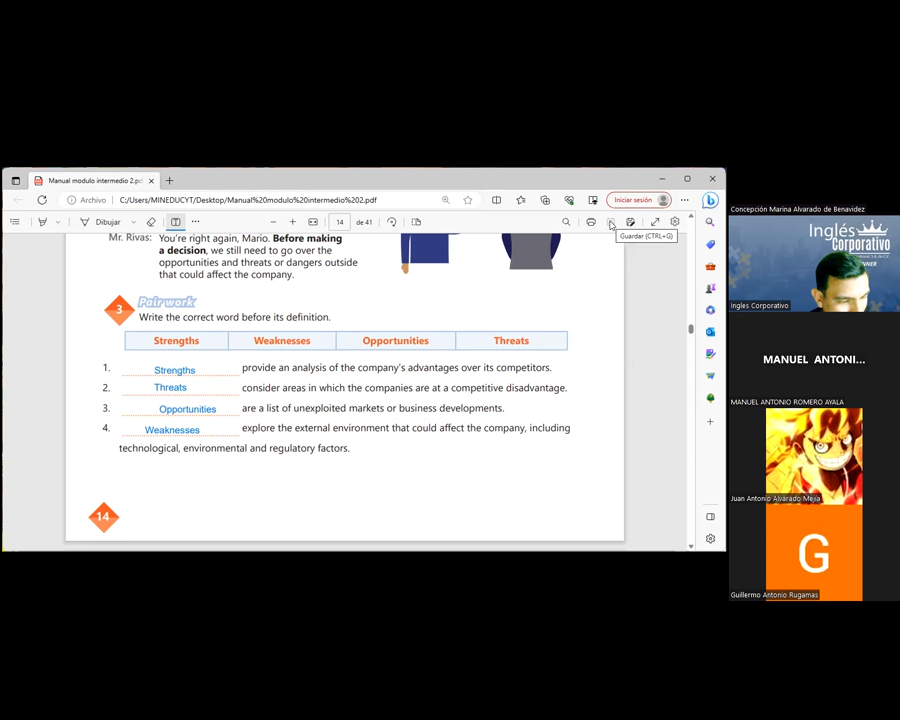 Manual modulo intermedio 2.pd
Archivo C:/Users/MINEDUCYT/Desktop/Manual%20modulo%20intermedio%202.pdf Iniciar sesión
Dibujar 14 de 41
Guardar (CTRL+G)
Mr. Rivas: You're right again, Mario. Before making
a decision, we still need to go over the
opportunities and threats or dangers outside
that could affect the company.
3 Pair work
Write the correct word before its definition.
Strengths Weaknesses Opportunities Threats
1. Strengths provide an analysis of the company's advantages over its competitors.
2. Threats consider areas in which the companies are at a competitive disadvantage.
3. Opportunities are a list of unexploited markets or business developments.
4. Weaknesses explore the external environment that could affect the company, including
technological, environmental and regulatory factors.
14
Concepción Marina Alvarado de Benavidez
Inglés
Corporativo
Ingles Corporativo
MANUEL ANTONI...
MANUEL ANTONIO ROMERO AYALA
Juan Antonio Alvarado Mejía
G
Guillermo Antonio Rugamas